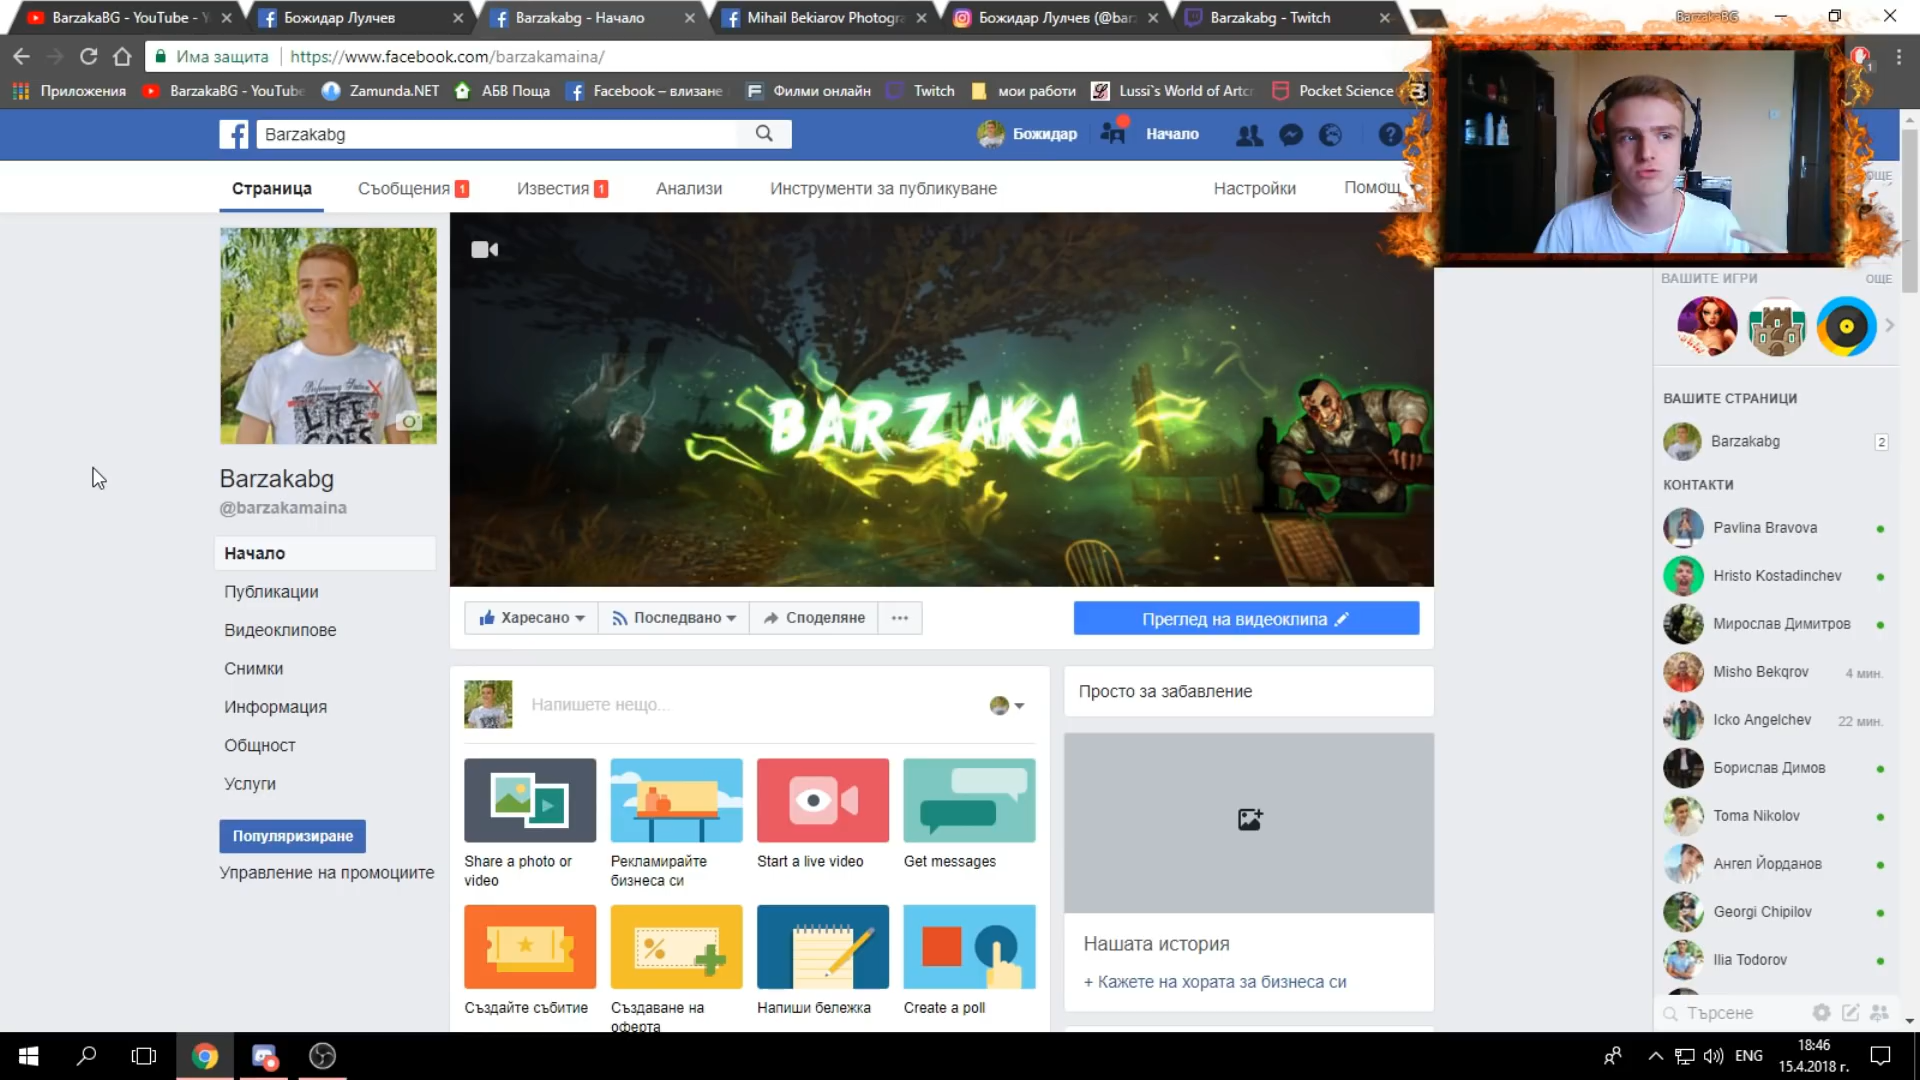 BarzakaBG - YouTube - Y
Божидар Лулчев
Barzakabg - Начало
Mihail Bekiarov Photogra
Божидар Лулчев (@bar
Barzakabg - Twitch
BarzakaBG
Има защита
https://www.facebook.com/barzakamaina/
1
Приложения
BarzakaBG - YouTube
Zamunda.NET
АБВ Поща
Facebook – влизане
Филми онлайн
Twitch
мои работи
Lussi`s World of Artcr
Pocket Science
Barzakabg
Божидар
Начало
Страница
Съобщения 1
Известия 1
Анализи
Инструменти за публикуване
Настройки
Помощ
ОЩЕ
LIFE
GOES
BARZAKA
ВАШИТЕ ИГРИ
ОЩЕ
ВАШИТЕ СТРАНИЦИ
Barzakabg
2
КОНТАКТИ
Pavlina Bravova
Hristo Kostadinchev
Мирослав Димитров
Misho Bekqrov
4 мин.
Icko Angelchev
22 мин.
Борислав Димов
Toma Nikolov
Ангел Йорданов
Georgi Chipilov
Ilia Todorov
Търсене
Barzakabg
@barzakamaina
Начало
Публикации
Видеоклипове
Снимки
Информация
Общност
Услуги
Популяризиране
Управление на промоциите
Харесано
Последвано
Споделяне
Преглед на видеоклипа
Напишете нещо...
Share a photo or
video
Рекламирайте
бизнеса си
Start a live video
Get messages
Създайте събитие
Създаване на
оферта
Напиши бележка
Create a poll
Просто за забавление
Нашата история
+ Кажете на хората за бизнеса си
ENG
18:46
15.4.2018 г.